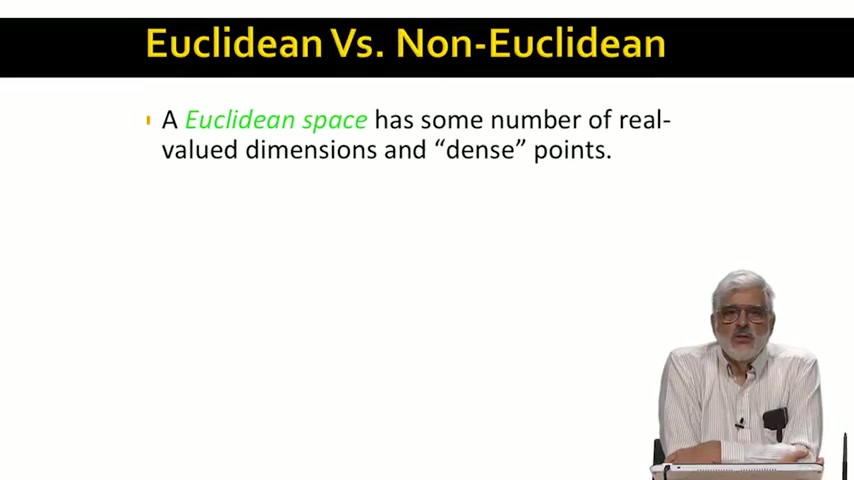 Euclidean Vs. Non-Euclidean
A Euclidean space has some number of real-
valued dimensions and “dense” points.